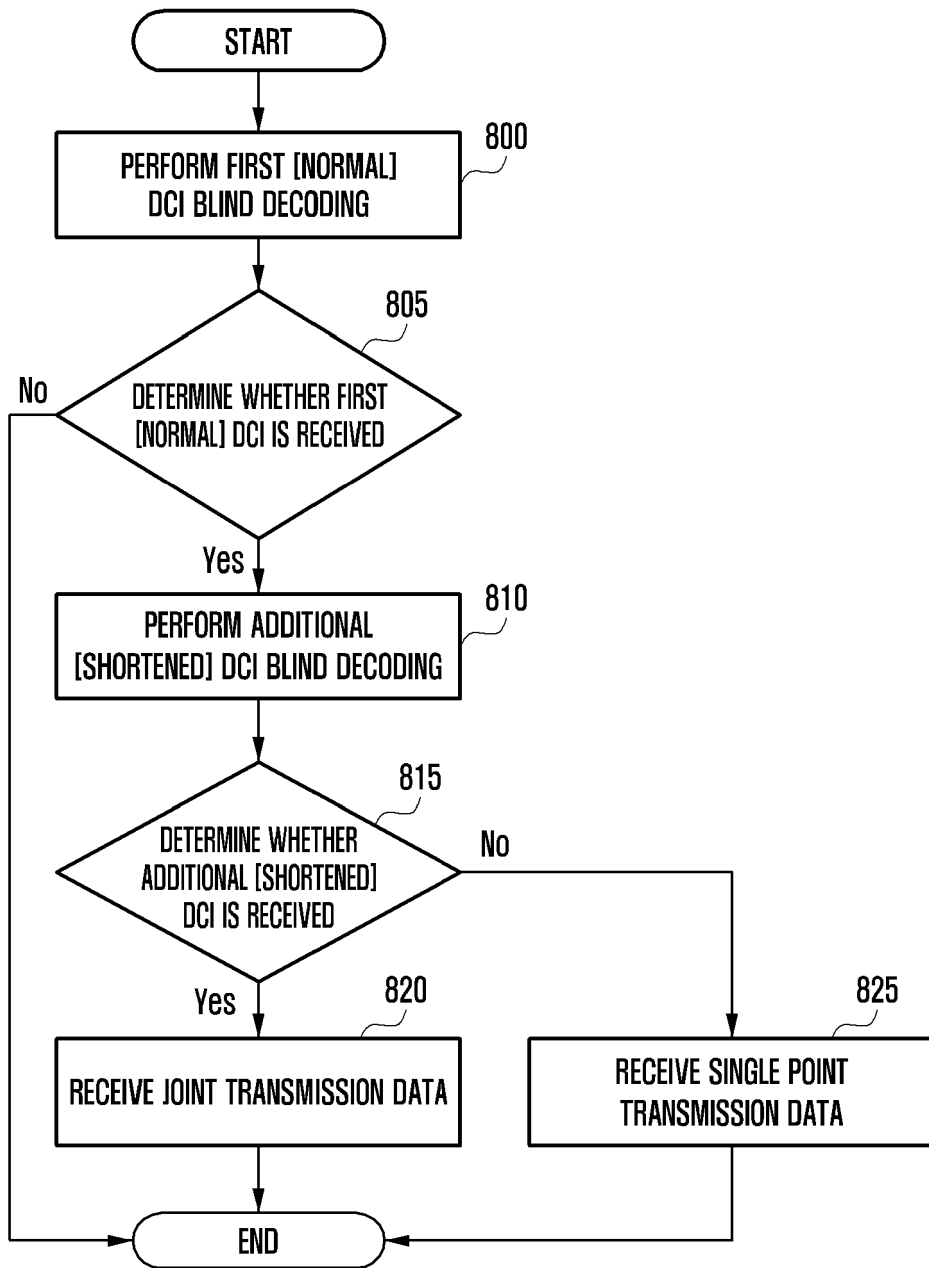 START
PERFORM FIRST [NORMAL]
DCI BLIND DECODING
800
805
DETERMINE WHETHER FIRST
[NORMAL] DCI IS RECEIVED
No
Yes
PERFORM ADDITIONAL
[SHORTENED] DCI BLIND DECODING
810
815
DETERMINE WHETHER
ADDITIONAL [SHORTENED]
DCI IS RECEIVED
No
Yes
820
RECEIVE JOINT TRANSMISSION DATA
825
RECEIVE SINGLE POINT
TRANSMISSION DATA
END